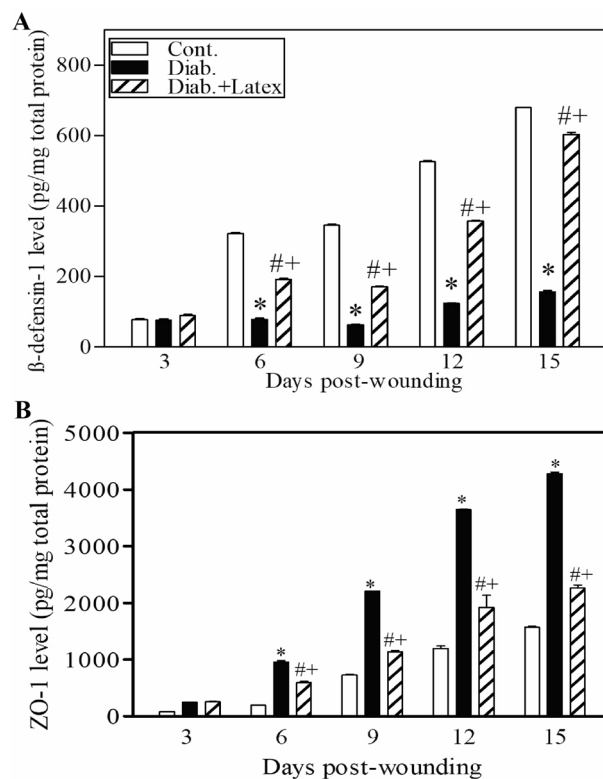 A
Cont.
Diab.
Diab.+Latex
ß-defensin-1 level (pg/mg total protein)
800
600
400
200
0
#+
#+
#+
#+
*
*
*
*
3 6 9 12 15
Days post-wounding
B
ZO-1 level (pg/mg total protein)
5000
4000
3000
2000
1000
0
*
*
*
*
#+
#+
#+
#+
3 6 9 12 15
Days post-wounding